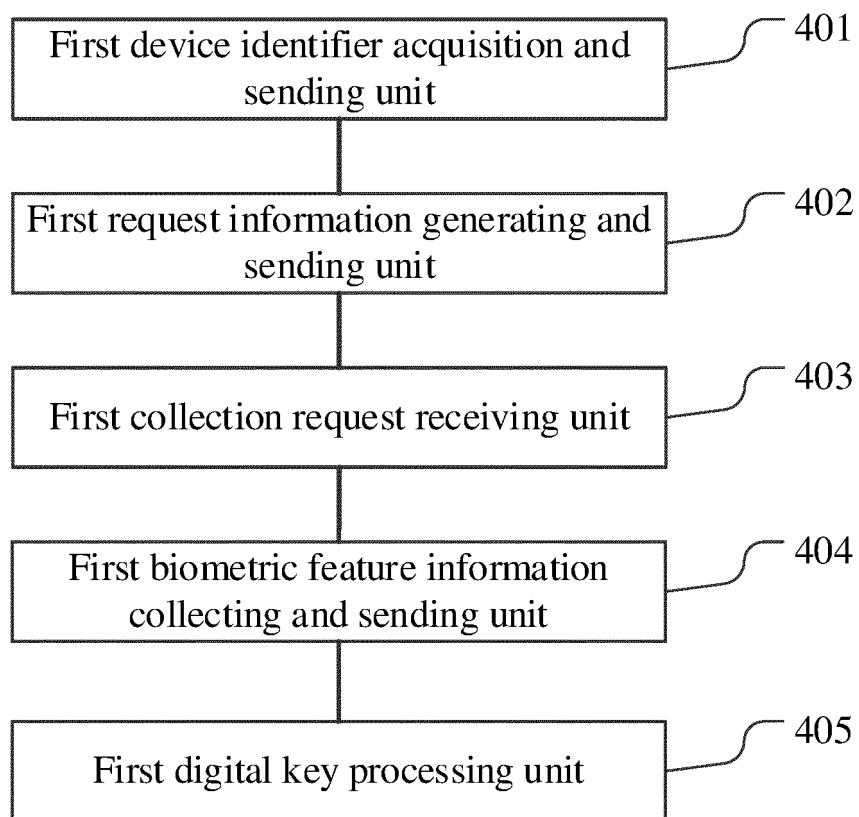 First device identifier acquisition and
sending unit
401
First request information generating and
sending unit
402
First collection request receiving unit
403
First biometric feature information
collecting and sending unit
404
First digital key processing unit
405